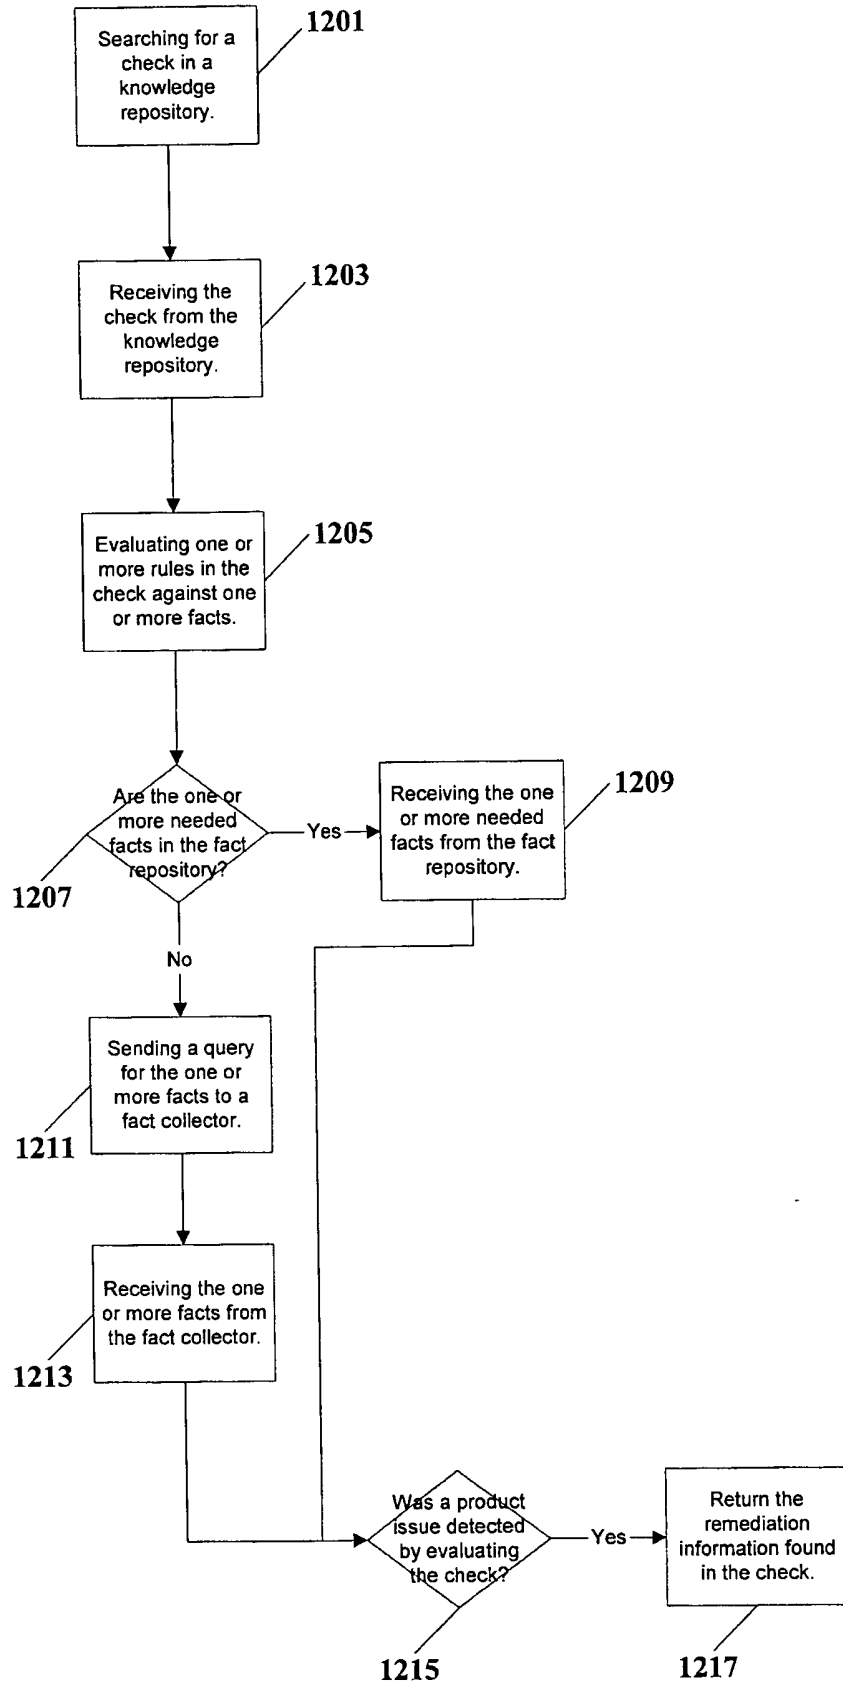 1201
Searching for a
check in a
knowledge
repository.
1203
Receiving the
check from the
knowledge
repository.
1205
Evaluating one or
more rules in the
check against one
or more facts.
Are the one or
more needed
facts in the fact
repository?
1207
Yes
Receiving the one
or more needed
facts from the fact
repository.
1209
No
Sending a query
for the one or
more facts to a
fact collector.
1211
Receiving the one
or more facts from
the fact collector.
1213
Was a product
issue detected
by evaluating
the check?
1215
Yes
Return the
remediation
information found
in the check.
1217